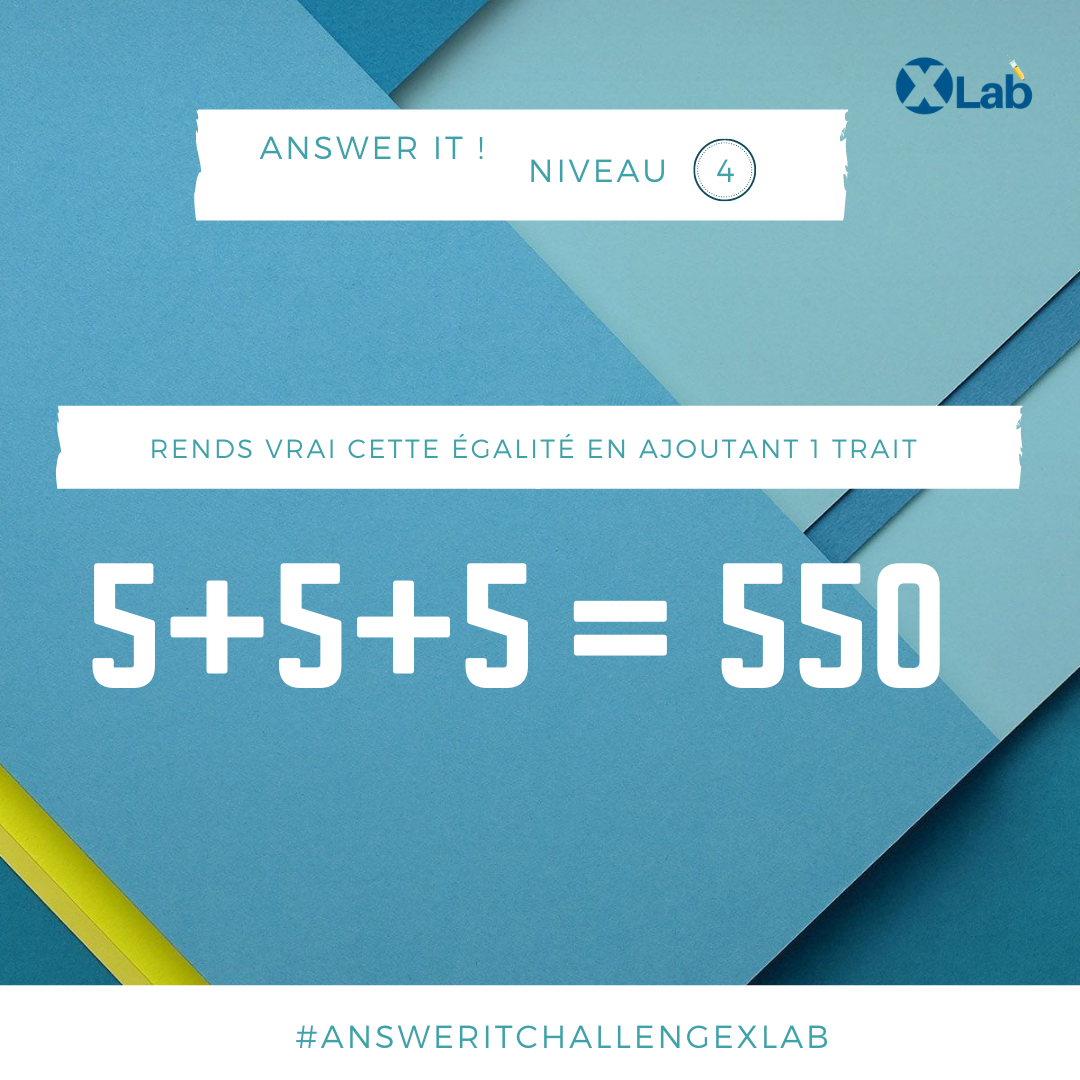 XLab
ANSWER IT !
NIVEAU 4
RENDS VRAI CETTE ÉGALITÉ EN AJOUTANT 1 TRAIT
5+5+5 = 550
#ANSWERITCHALLENGEXLAB